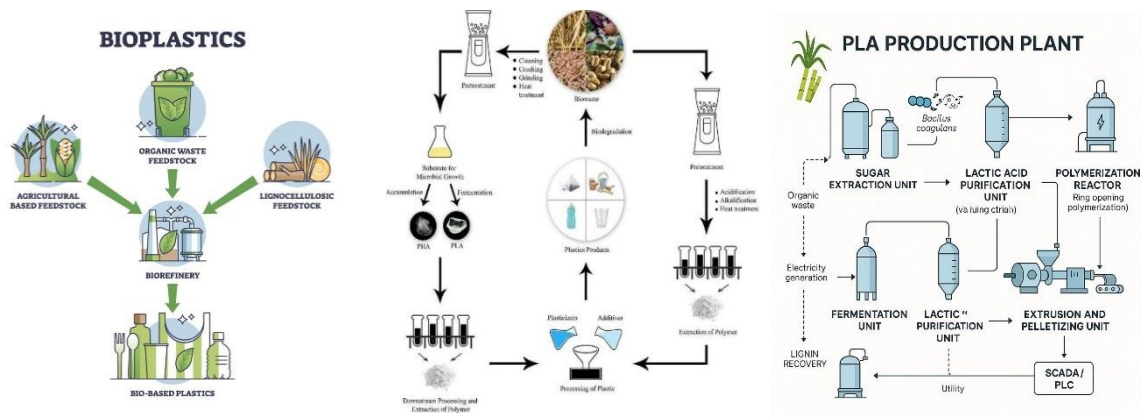 BIOPLASTICS
ORGANIC WASTE
FEEDSTOCK
AGRICULTURAL
BASED FEEDSTOCK
LIGNOCELLULOSIC
FEEDSTOCK
BIOREFINERY
BIO-BASED PLASTICS
Pretreatment
Cleaning
Crushing
Grinding
Heat
treatment
Biowaste
Pretreatment
Biodegradation
Substrate for
Microbial Growth
Accumulation
Fermentation
PHA
PLA
Plastics Products
Acidification
Alkalification
Heat treatment
Plasticizers
Additives
Extraction of Polymer
Downstream Processing and
Extraction of Polymer
Processing of Plastic
PLA PRODUCTION PLANT
Bacillus
coagulans
SUGAR
EXTRACTION UNIT
LACTIC ACID
PURIFICATION
UNIT
POLYMERIZATION
REACTOR
Ring opening
polymerization)
Organic
waste
Electricity
generation
FERMENTATION
UNIT
LACTIC
PURIFICATION
UNIT
EXTRUSION AND
PELLETIZING UNIT
LIGNIN
RECOVERY
Utility
SCADA/
PLC